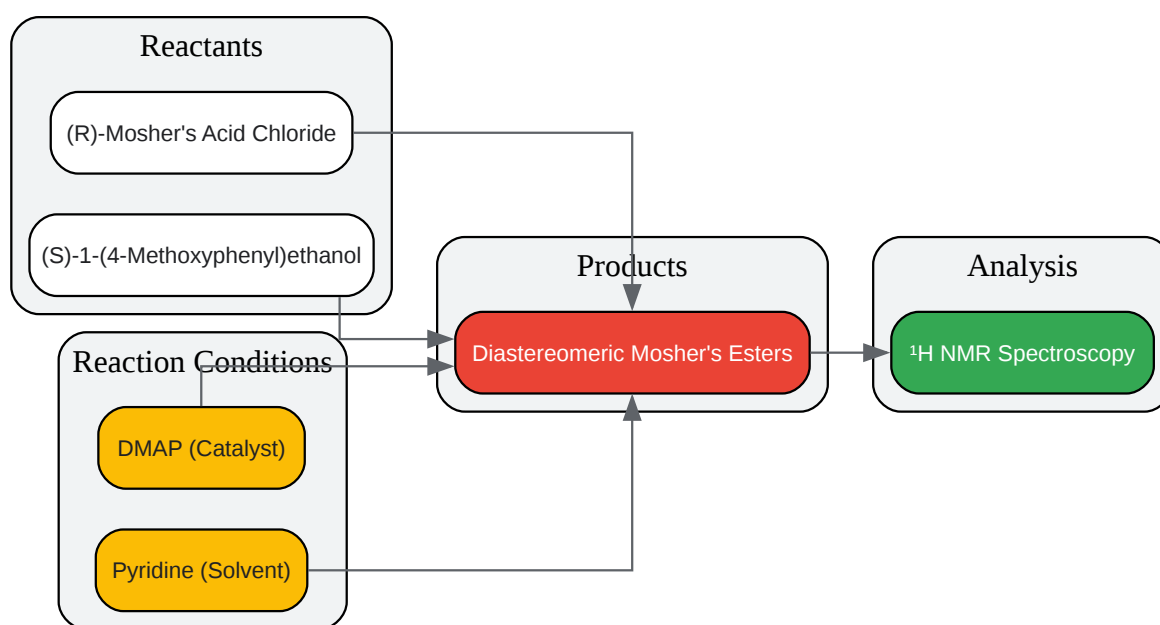 Reactants
(R)-Mosher's Acid Chloride
(S)-1-(4-Methoxyphenyl)ethanol
Products
Diastereomeric Mosher's Esters
Analysis
¹H NMR Spectroscopy
Reaction Conditions
DMAP (Catalyst)
Pyridine (Solvent)